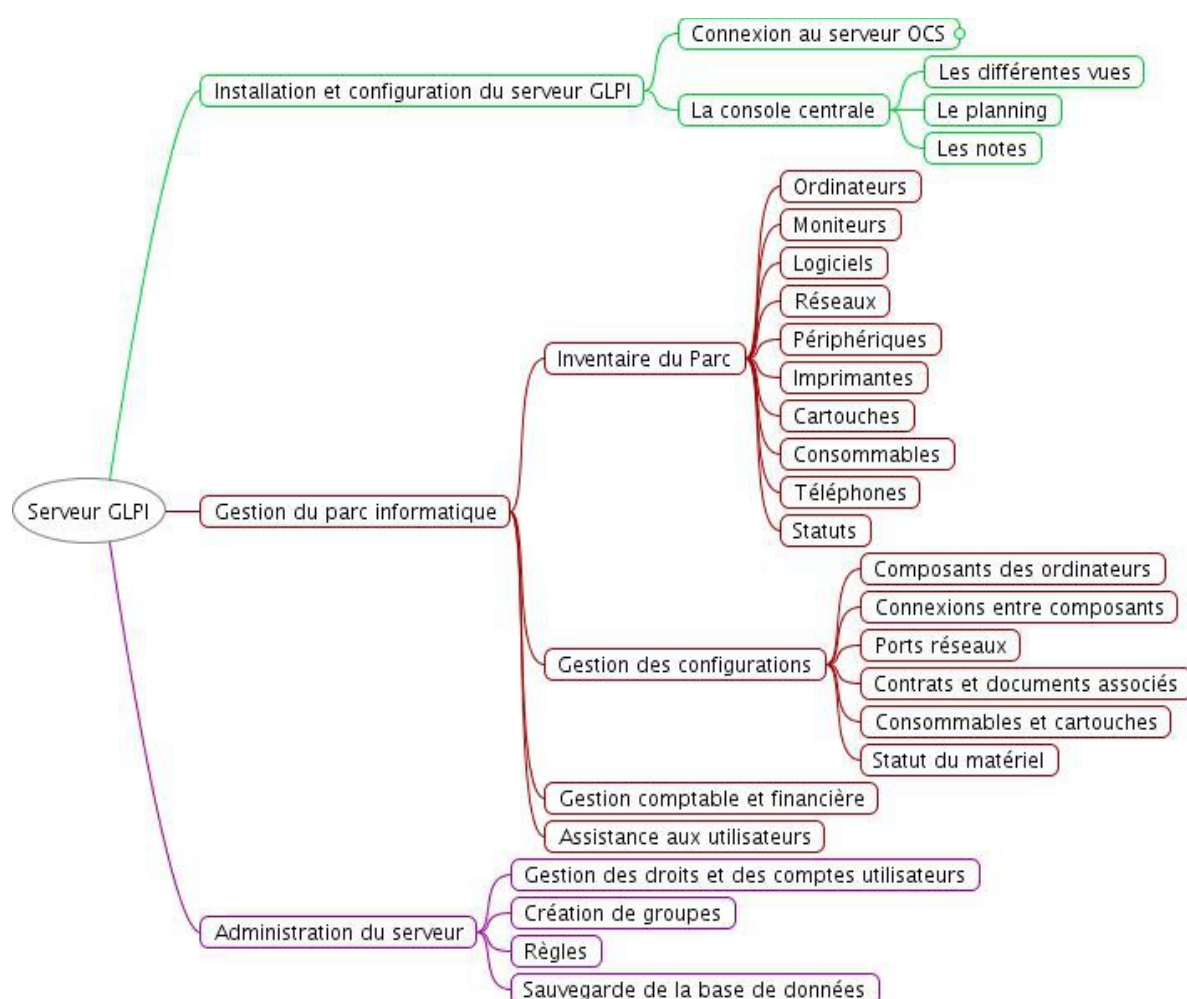 Serveur GLPI
Installation et configuration du serveur GLPI
Connexion au serveur OCS
La console centrale
Les différentes vues
Le planning
Les notes
Gestion du parc informatique
Inventaire du Parc
Ordinateurs
Moniteurs
Logiciels
Réseaux
Périphériques
Imprimantes
Cartouches
Consommables
Téléphones
Statuts
Gestion des configurations
Composants des ordinateurs
Connexions entre composants
Ports réseaux
Contrats et documents associés
Consommables et cartouches
Statut du matériel
Gestion comptable et financière
Assistance aux utilisateurs
Administration du serveur
Gestion des droits et des comptes utilisateurs
Création de groupes
Règles
Sauvegarde de la base de données